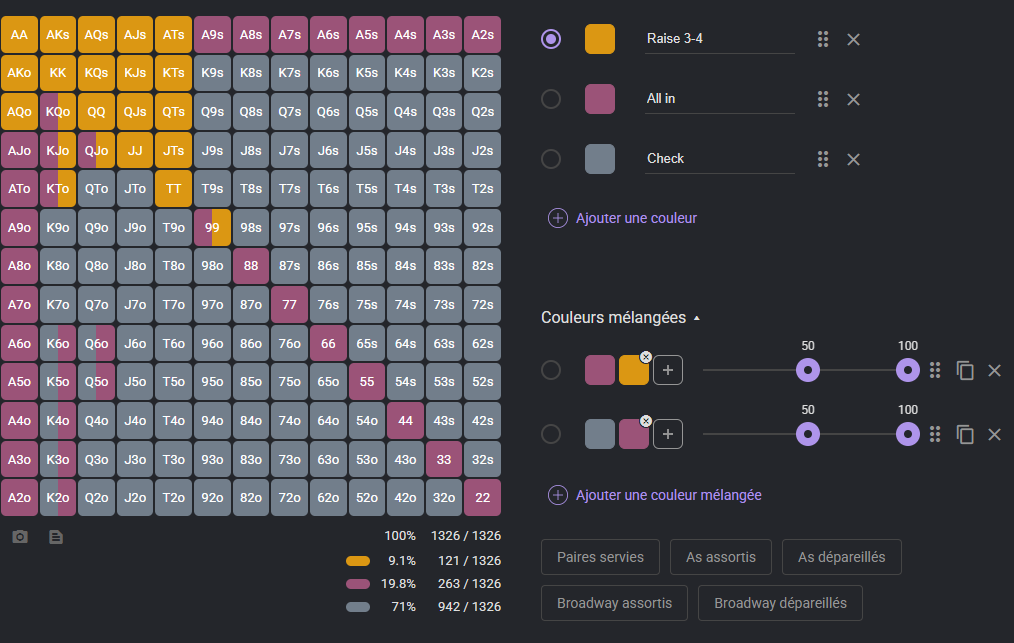 AA AKs AQs AJs ATs A9s A8s A7s A6s A5s A4s A3s A2s
AKo KK KQs KJs KTs K9s K8s K7s K6s K5s K4s K3s K2s
AQo KQo QQ QJs QTs Q9s Q8s Q7s Q6s Q5s Q4s Q3s Q2s
AJo KJo QJo JJ JTs J9s J8s J7s J6s J5s J4s J3s J2s
ATo KTo QTo JTo TT T9s T8s T7s T6s T5s T4s T3s T2s
A9o K9o Q9o J9o T9o 99 98s 97s 96s 95s 94s 93s 92s
A8o K8o Q8o J8o T8o 98o 88 87s 86s 85s 84s 83s 82s
A7o K7o Q7o J7o T7o 97o 87o 77 76s 75s 74s 73s 72s
A6o K6o Q6o J6o T6o 96o 86o 76o 66 65s 64s 63s 62s
A5o K5o Q5o J5o T5o 95o 85o 75o 65o 55 54s 53s 52s
A4o K4o Q4o J4o T4o 94o 84o 74o 64o 54o 44 43s 42s
A3o K3o Q3o J3o T3o 93o 83o 73o 63o 53o 43o 33 32s
A2o K2o Q2o J2o T2o 92o 82o 72o 62o 52o 42o 32o 22
100% 1326 / 1326
9.1% 121 / 1326
19.8% 263 / 1326
71% 942 / 1326
Raise 3-4
All in
Check
Ajouter une couleur
Couleurs mélangées
50 100
50 100
Ajouter une couleur mélangée
Paires servies As assortis As dépareillés
Broadway assortis Broadway dépareillés